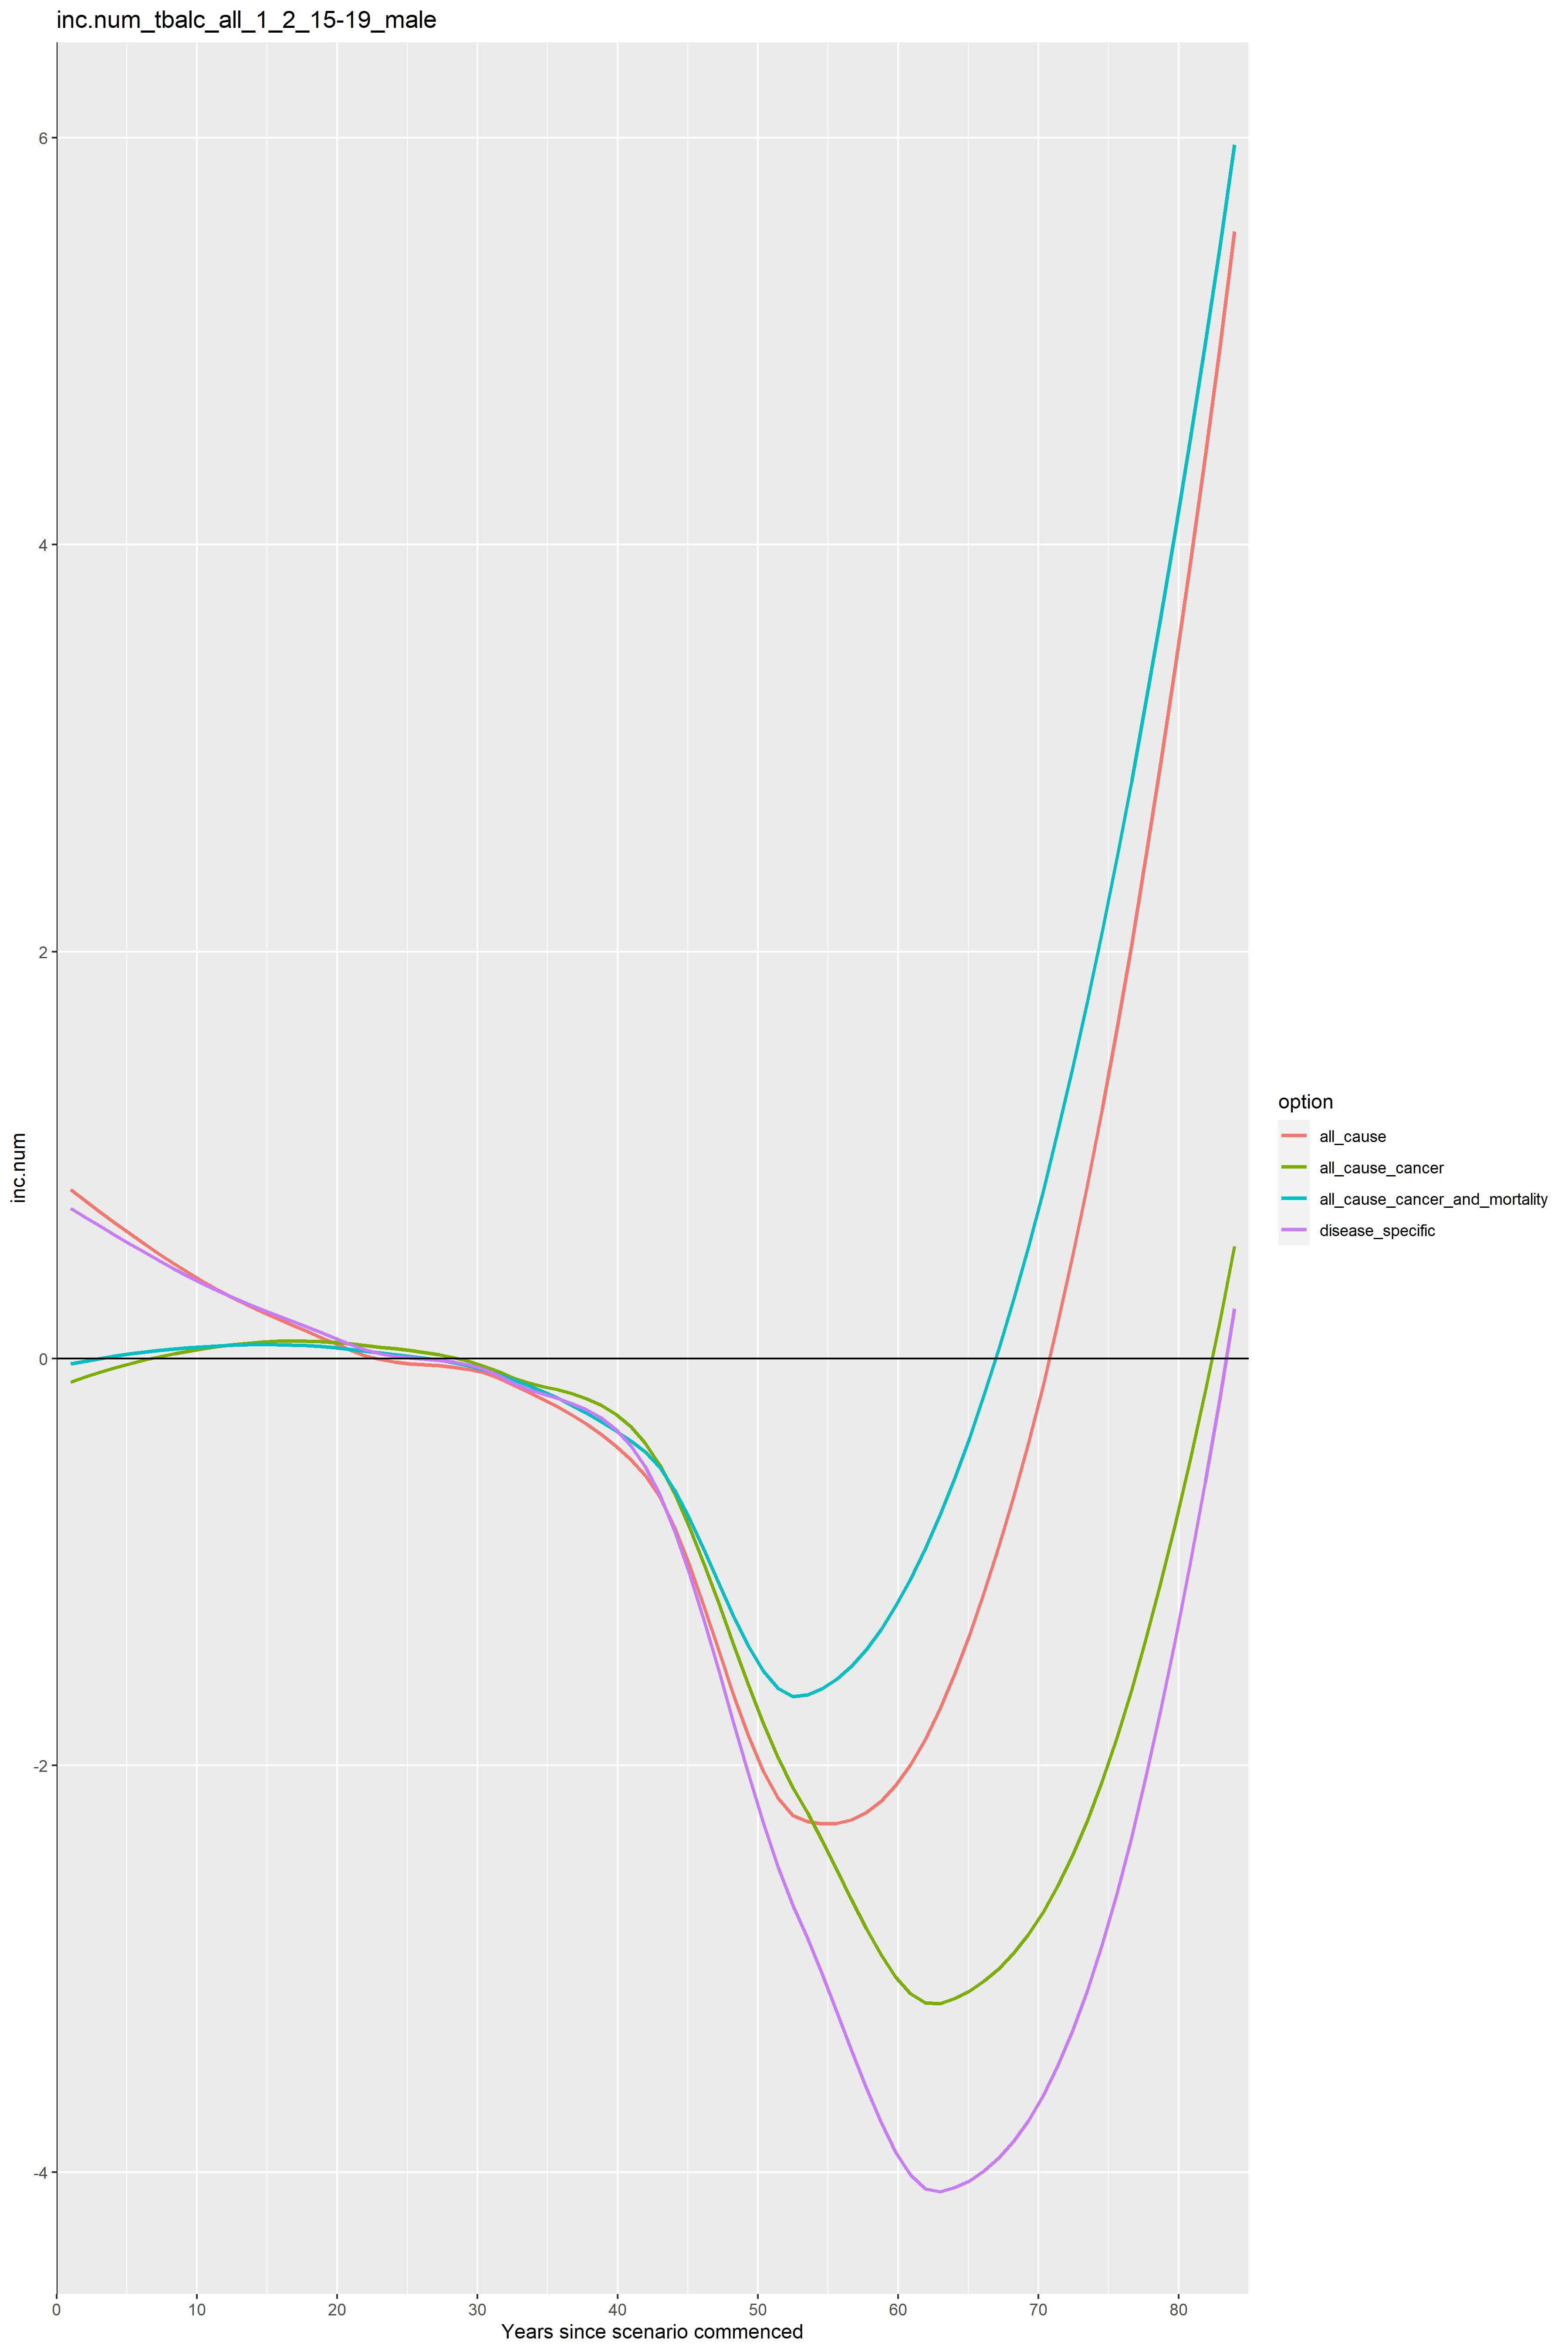 inc.num_tbalc_all_1_2_15-19_male
6
4
2
0
-2
-4
inc.num
0 10 20 30 40 50 60 70 80
Years since scenario commenced
option
all_cause
all_cause_cancer
all_cause_cancer_and_mortality
disease_specific